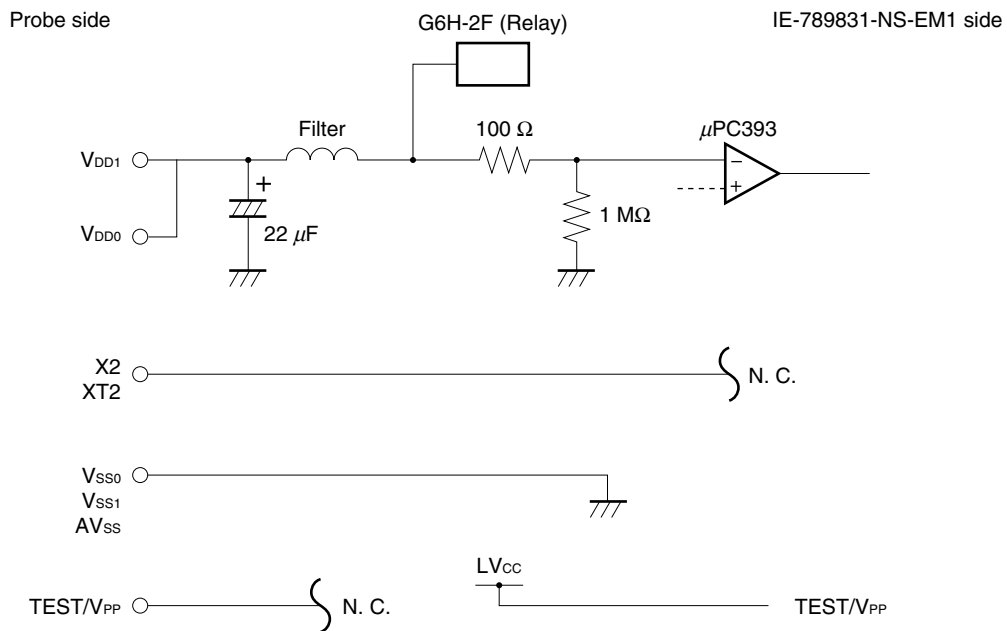 Probe side
IE-789831-NS-EM1 side
G6H-2F (Relay)
Filter
100 Ω
μPC393
VDD1
+
−
+
1 MΩ
VDD0
22 μF
X2
XT2
N. C.
VSS0
VSS1
AVSS
LVCC
TEST/VPP
N. C.
TEST/VPP